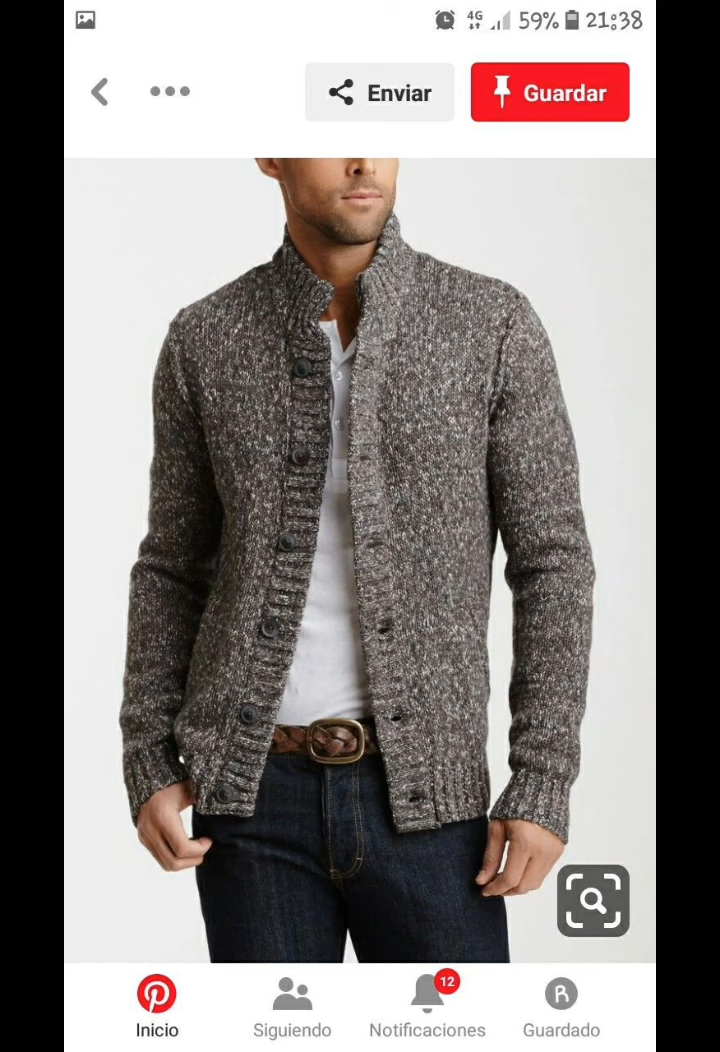 4G 59% 21:38
Enviar
Guardar
12
Inicio
Siguiendo
Notificaciones
Guardado